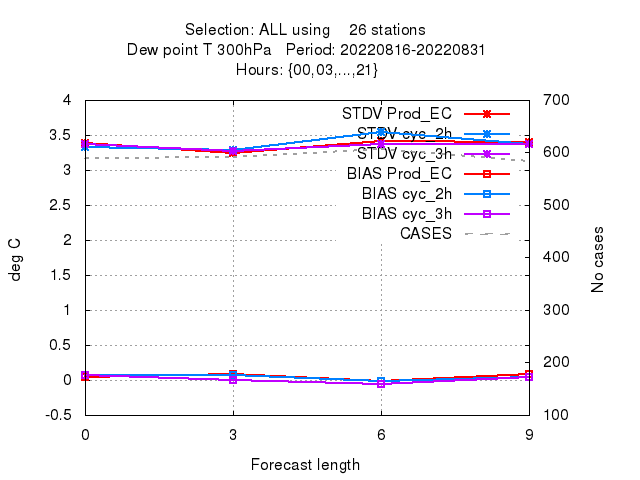 Selection: ALL using    26 stations
Dew point T 300hPa   Period: 20220816-20220831
Hours: {00,03,...,21}
STDV Prod_EC
STDV cyc_2h
STDV cyc_3h
BIAS Prod_EC
BIAS cyc_2h
BIAS cyc_3h
CASES
4
3.5
3
2.5
2
1.5
1
0.5
0
-0.5
deg C
700
600
500
400
300
200
100
No cases
0 3 6 9
Forecast length